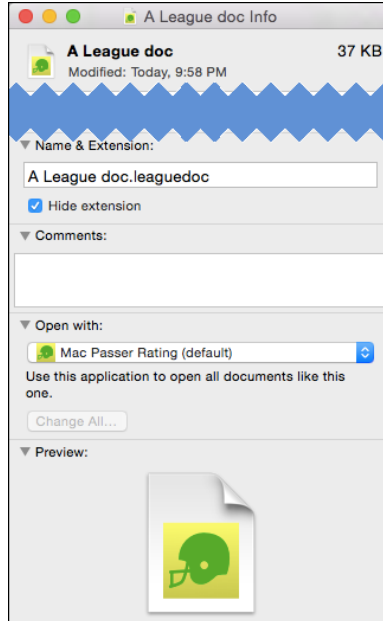 A League doc Info
A League doc 37 KB
Modified: Today, 9:58 PM
Name & Extension:
A League doc.leaguedoc
Hide extension
Comments:
Open with:
Mac Passer Rating (default)
Use this application to open all documents like this
one.
Change All...
Preview: